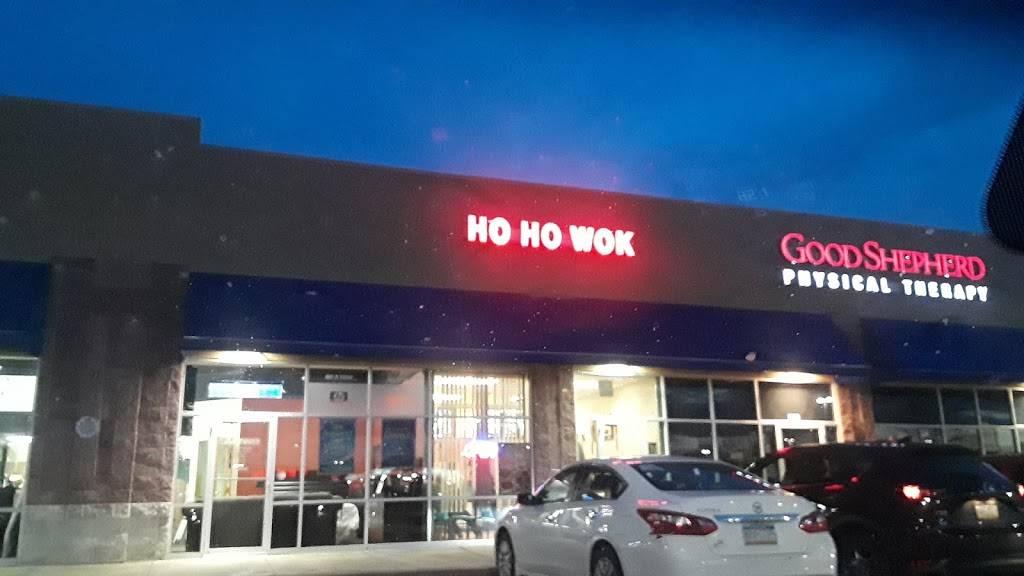 HO HO WOK
GOOD SHEPHERD
PHYSICAL THERAPY